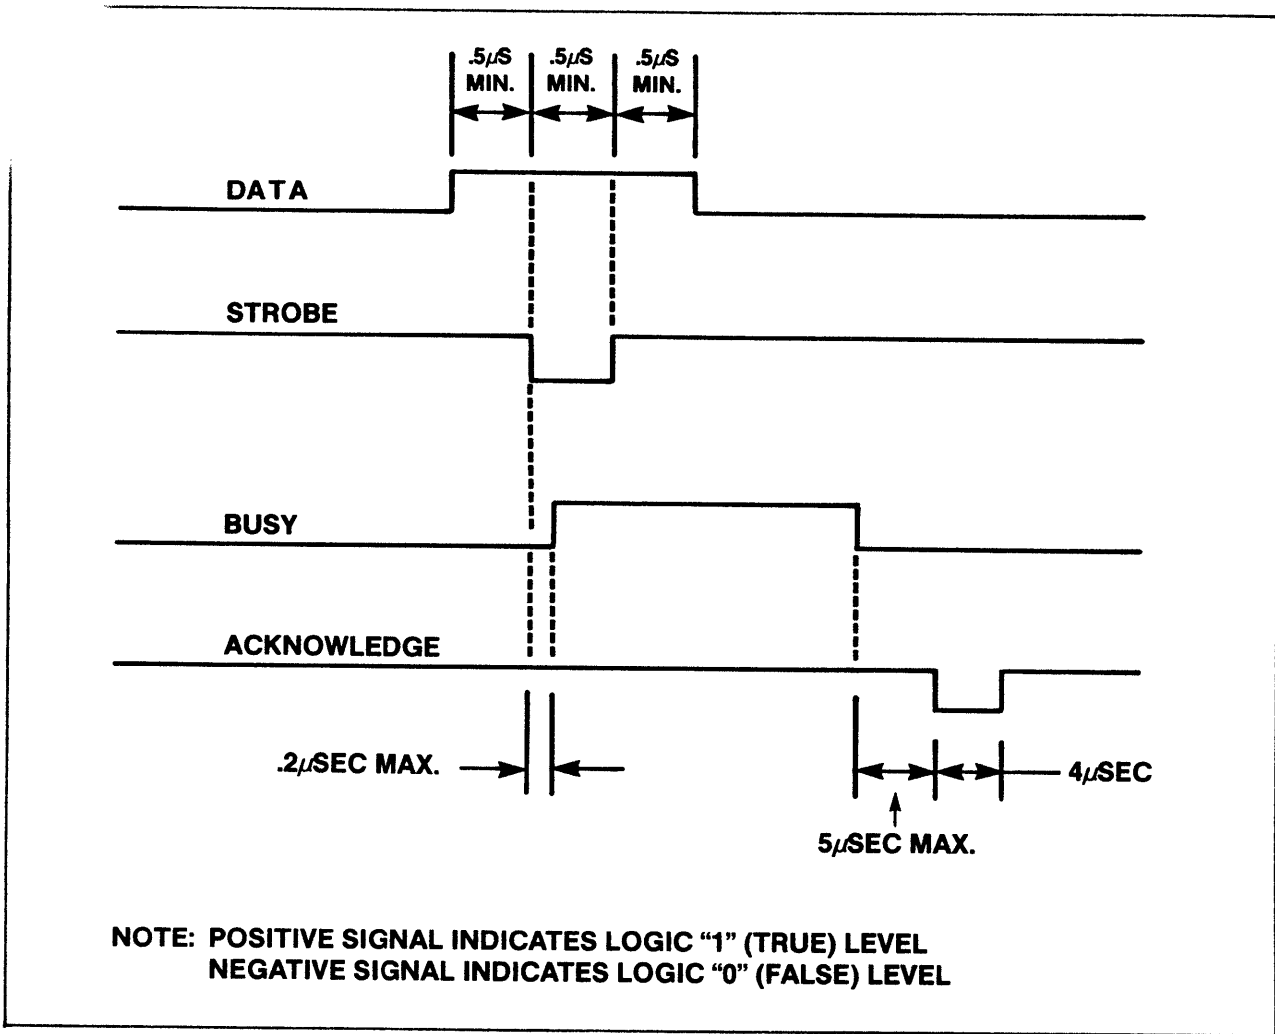 .5µS .5µS .5µS
MIN. MIN. MIN.
DATA
STROBE
BUSY
ACKNOWLEDGE
.2µSEC MAX.
4µSEC
5µSEC MAX.
NOTE: POSITIVE SIGNAL INDICATES LOGIC “1” (TRUE) LEVEL
NEGATIVE SIGNAL INDICATES LOGIC “0” (FALSE) LEVEL